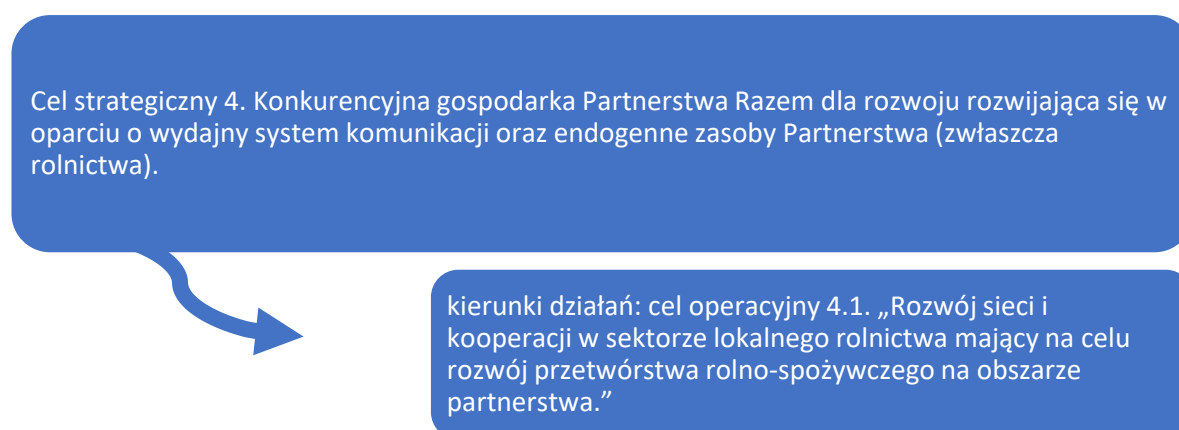 Cel strategiczny 4. Konkurencyjna gospodarka Partnerstwa Razem dla rozwoju rozwijająca się w
oparciu o wydajny system komunikacji oraz endogenne zasoby Partnerstwa (zwłaszcza
rolnictwa).
kierunki działań: cel operacyjny 4.1. „Rozwój sieci i
kooperacji w sektorze lokalnego rolnictwa mający na celu
rozwój przetwórstwa rolno-spożywczego na obszarze
partnerstwa.”